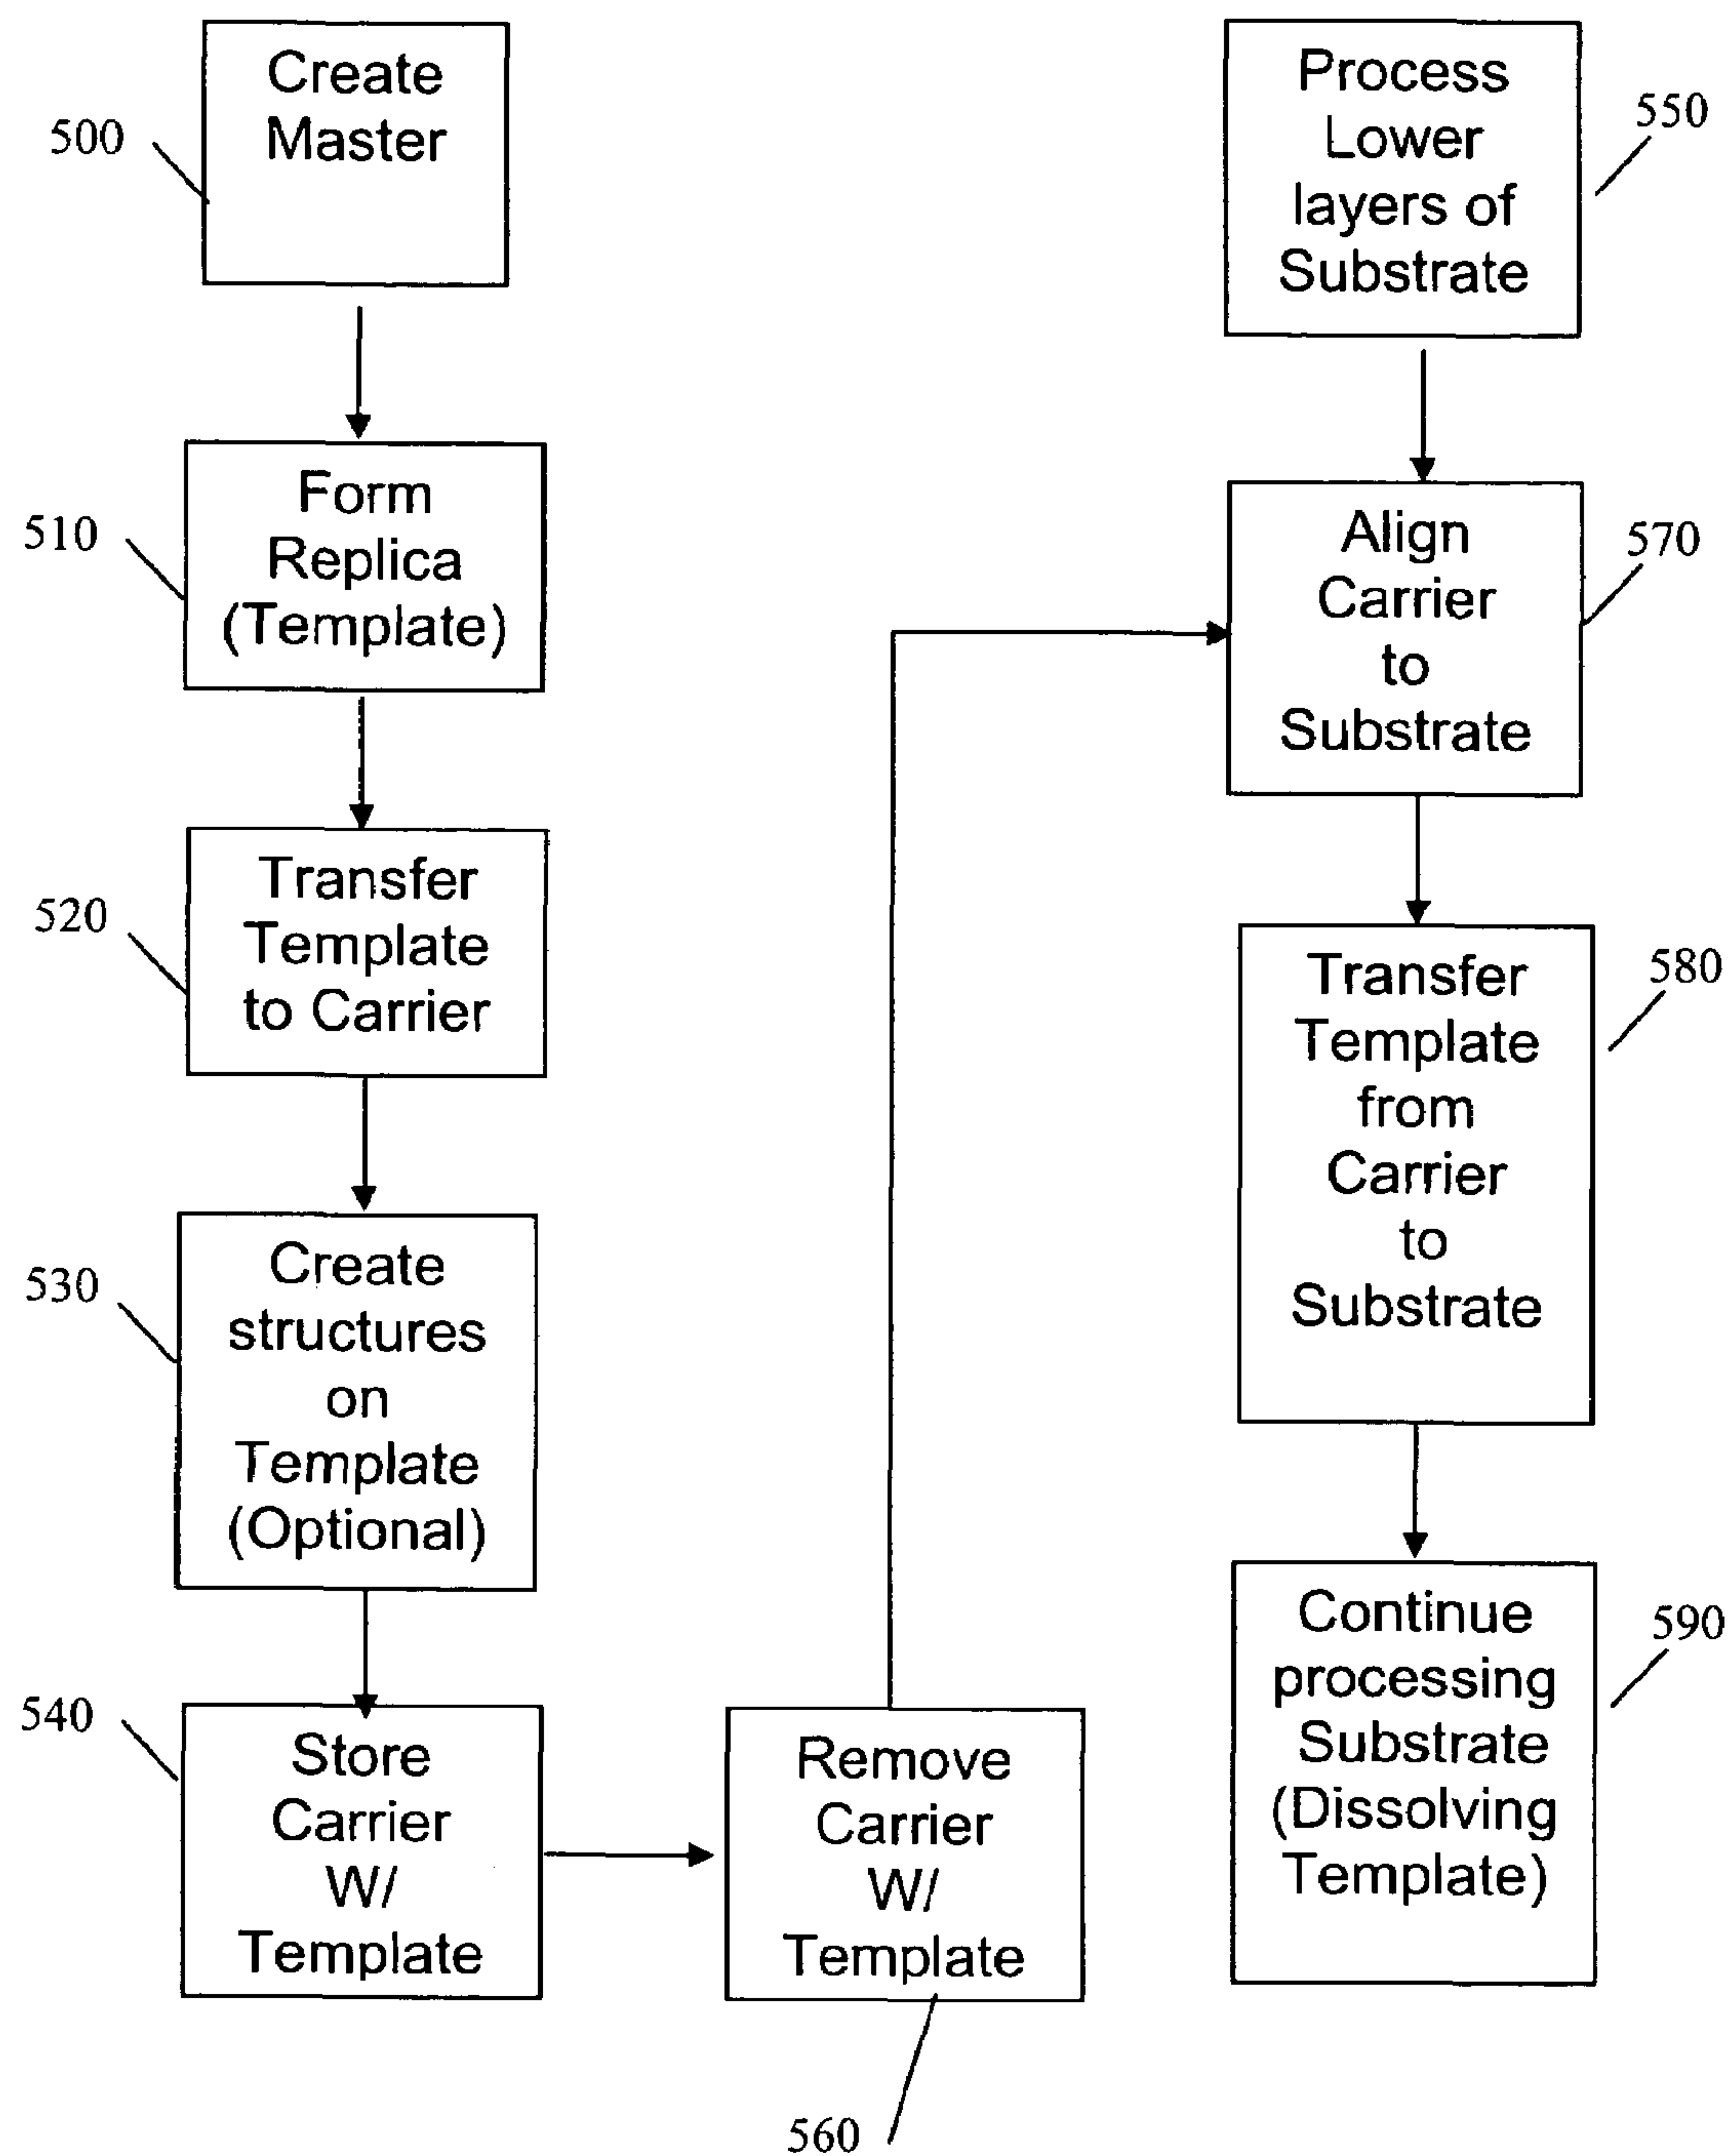 500
Create
Master
510
Form
Replica
(Template)
520
Transfer
Template
to Carrier
530
Create
structures
on
Template
(Optional)
540
Store
Carrier
W/
Template
Remove
Carrier
W/
Template
560
Process
Lower
layers of
Substrate
550
Align
Carrier
to
Substrate
570
Transfer
Template
from
Carrier
to
Substrate
580
Continue
processing
Substrate
(Dissolving
Template)
590